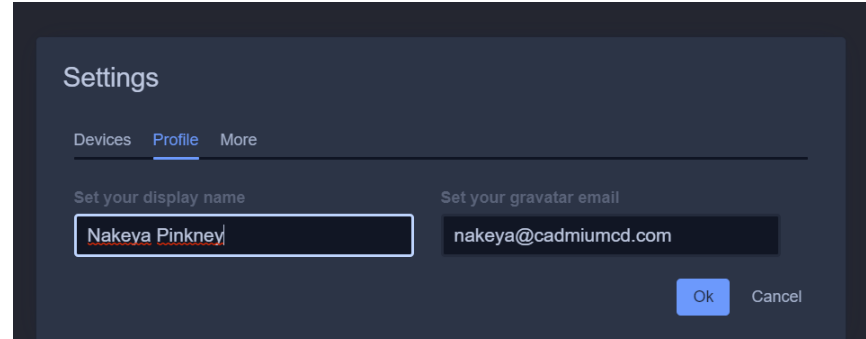 Settings
Devices Profile More
Set your display name Set your gravatar email
Nakeya Pinkney nakeya@cadmiumcd.com
Ok Cancel